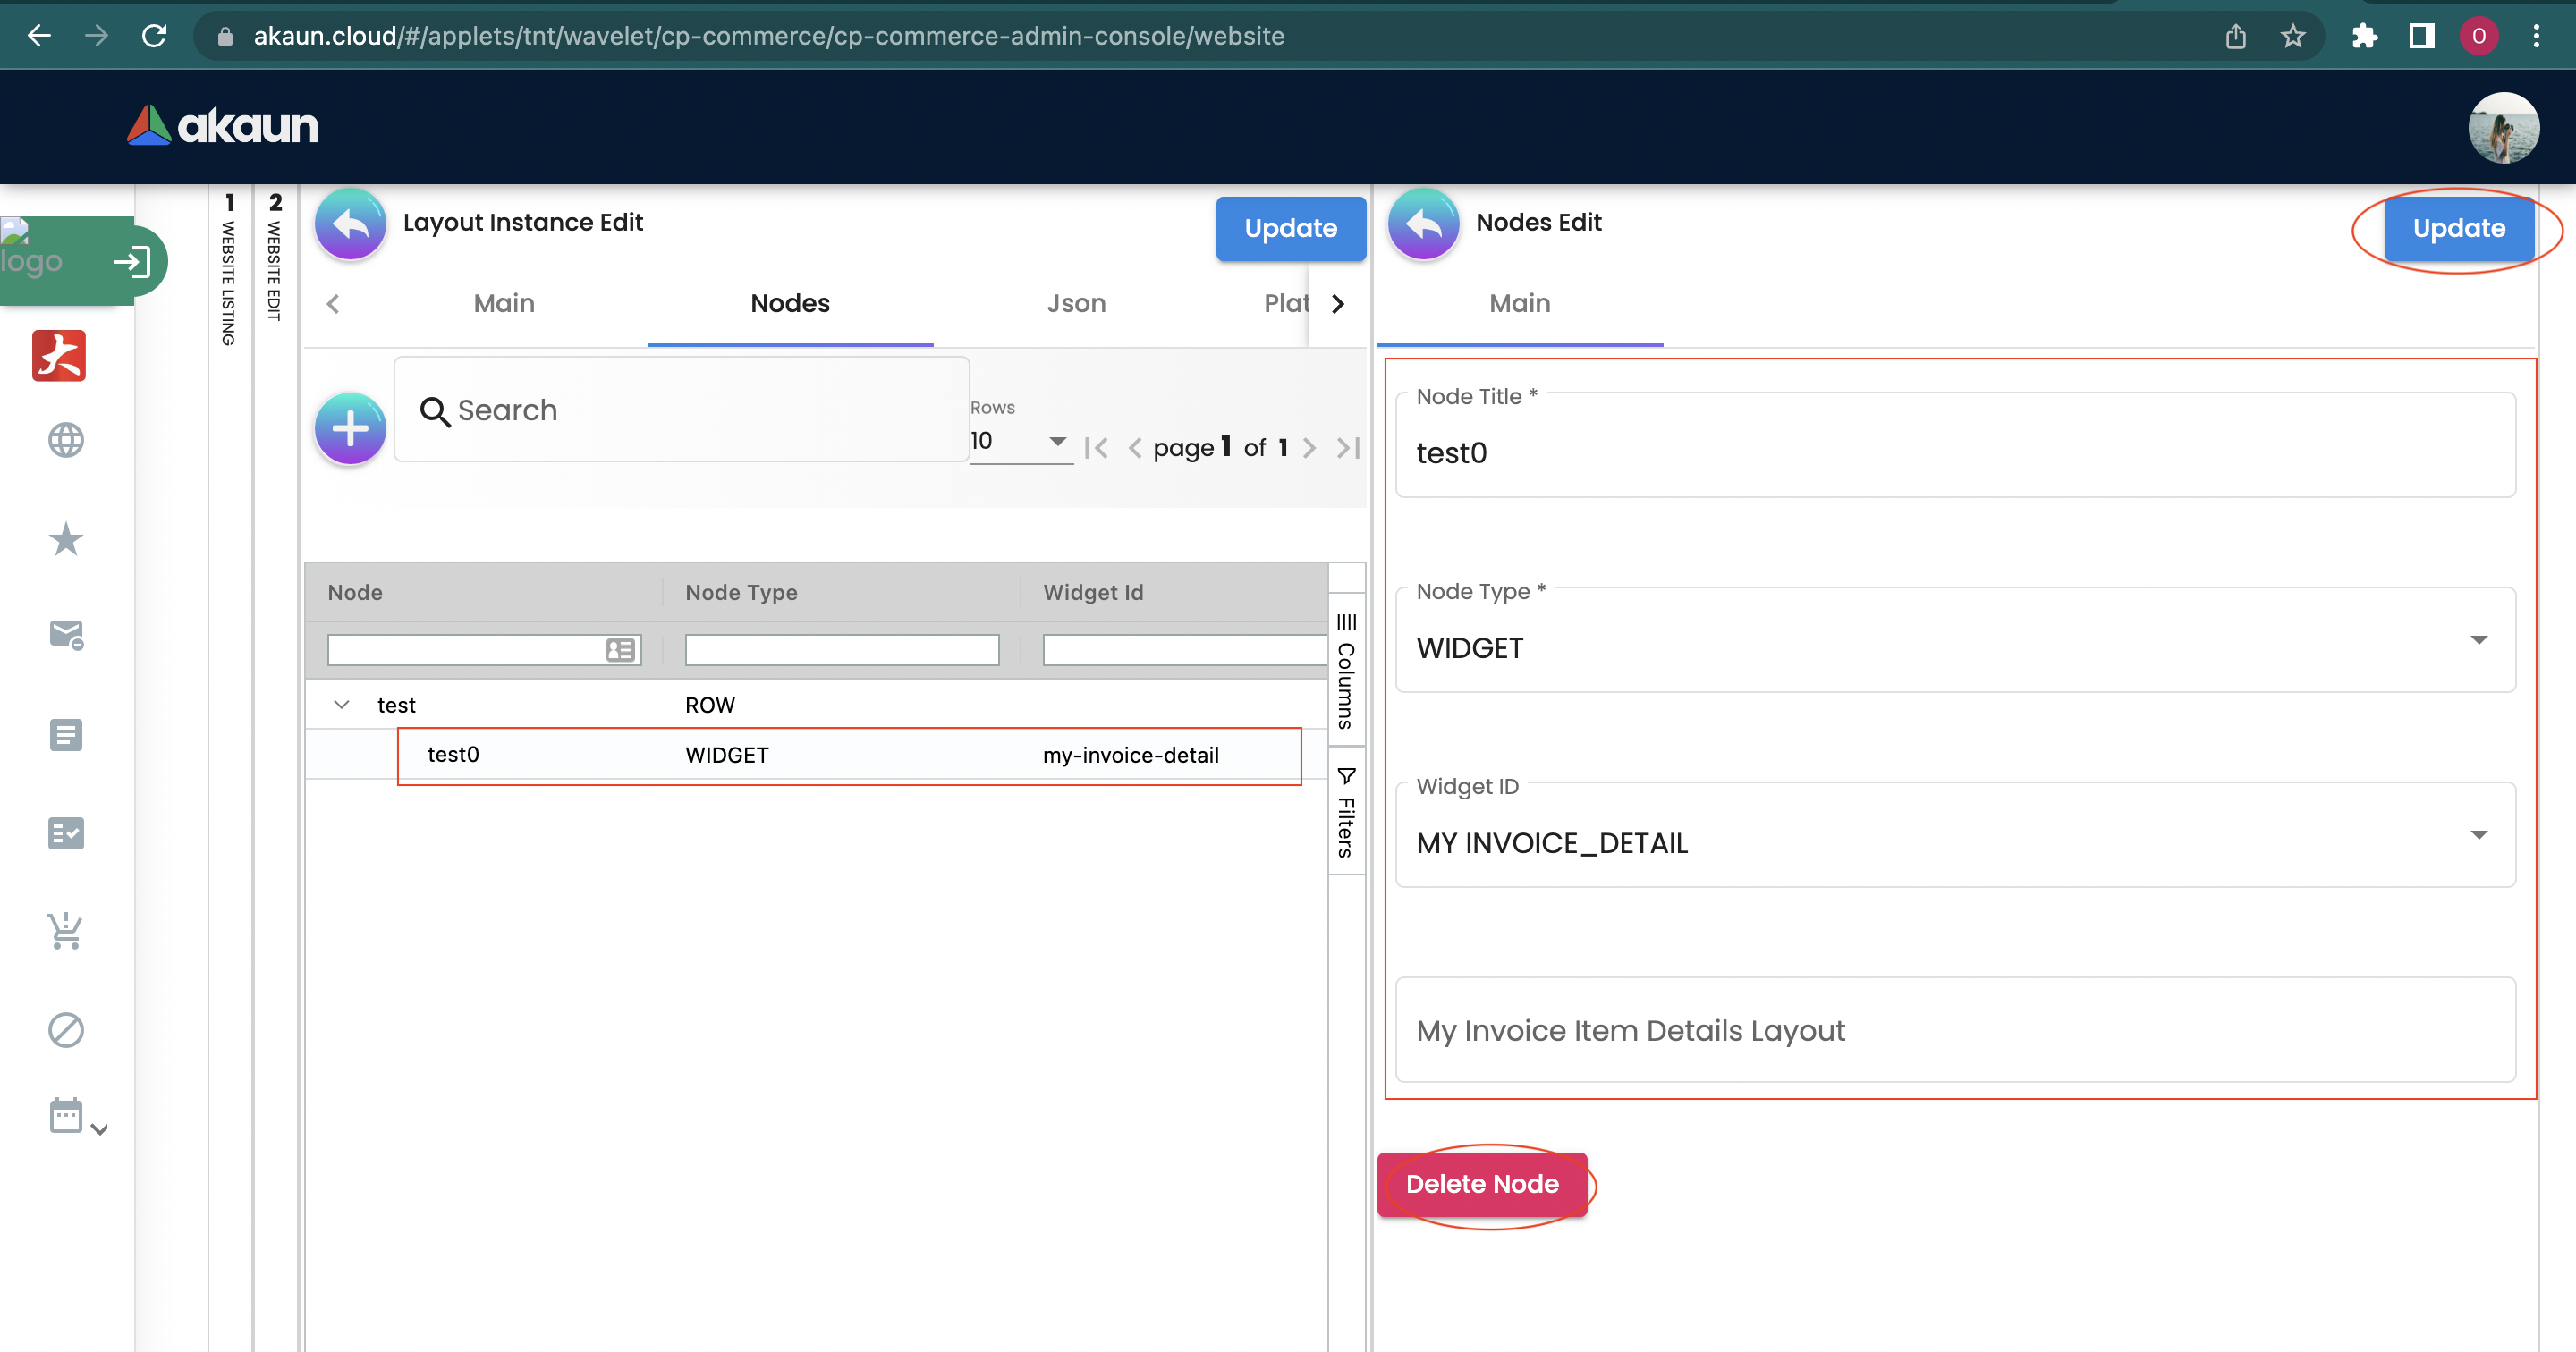 akaun.cloud/#/applets/tnt/wavelet/cp-commerce/cp-commerce-admin-console/website
O
akaun
logo
1 WEBSITE LISTING
2 WEBSITE EDIT
Layout Instance Edit
Update
Main
Nodes
Json
Plat
Search
Rows
10
page 1 of 1
Node
Node Type
Widget Id
test
ROW
test0
WIDGET
my-invoice-detail
Columns
Filters
Nodes Edit
Update
Main
Node Title *
test0
Node Type *
WIDGET
Widget ID
MY INVOICE_DETAIL
My Invoice Item Details Layout
Delete Node